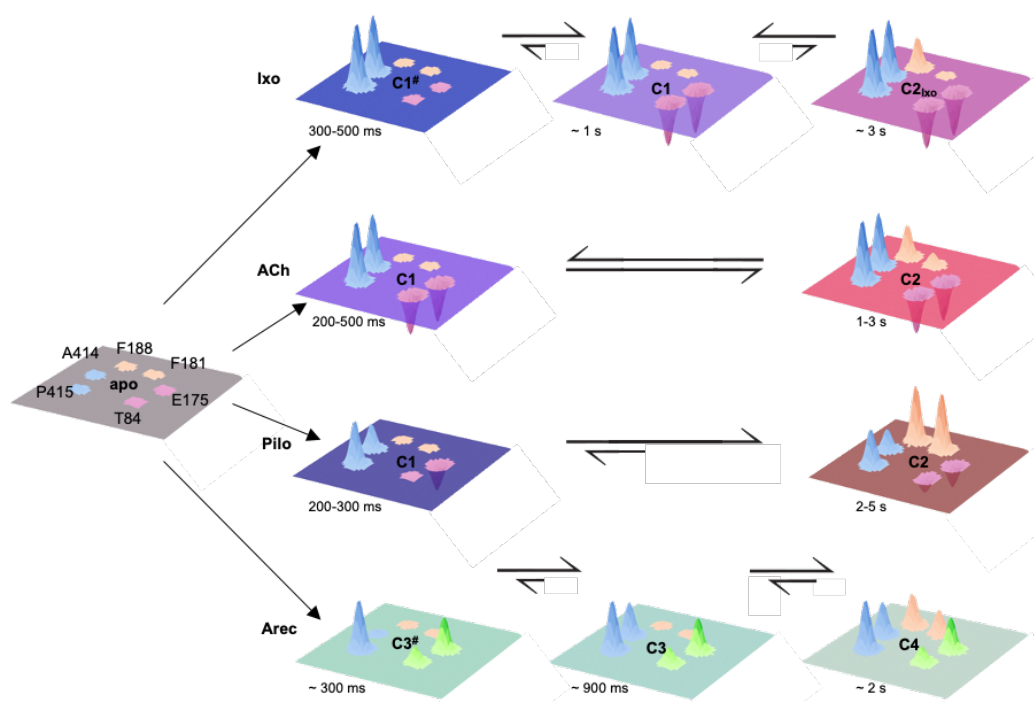 Ixo
C1#
C1
C2Ixo
300-500 ms
~ 1 s
~ 3 s
ACh
C1
C2
200-500 ms
1-3 s
A414
F188
F181
P415
apo
E175
T84
Pilo
C1
C2
200-300 ms
2-5 s
Arec
C3#
C3
C4
~ 300 ms
~ 900 ms
~ 2 s